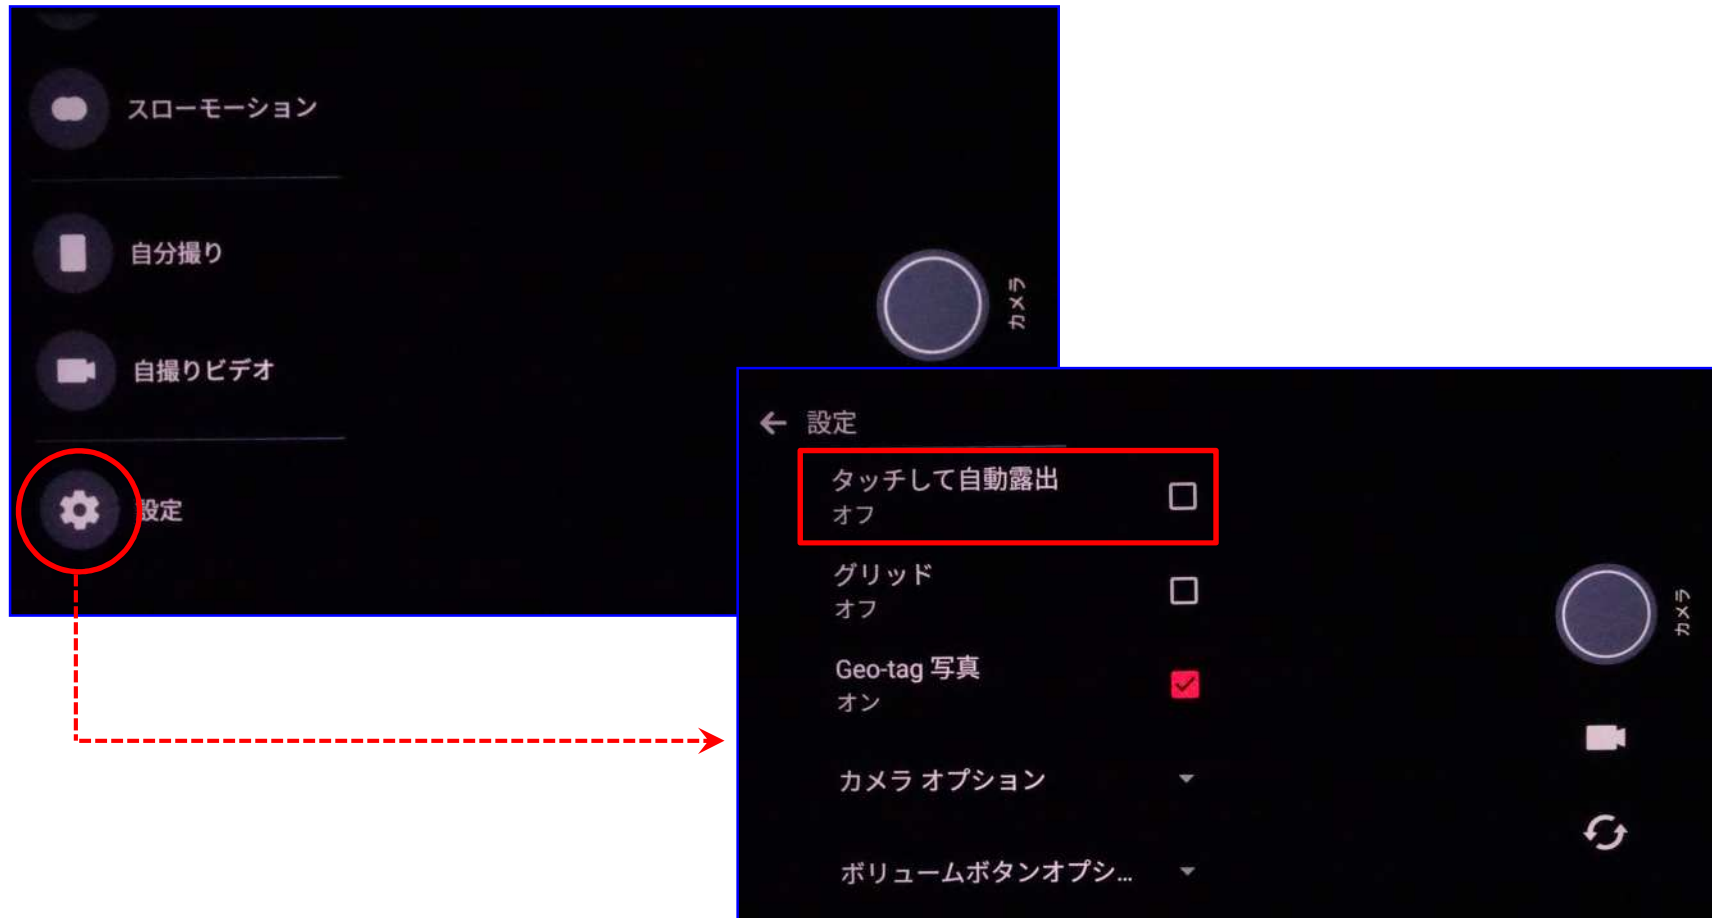 スローモーション
自分撮り
自撮りビデオ
設定
カメラ
設定
タッチして自動露出
オフ
グリッド
オフ
Geo-tag 写真
オン
カメラ オプション
ボリュームボタンオプシ...
カメラ